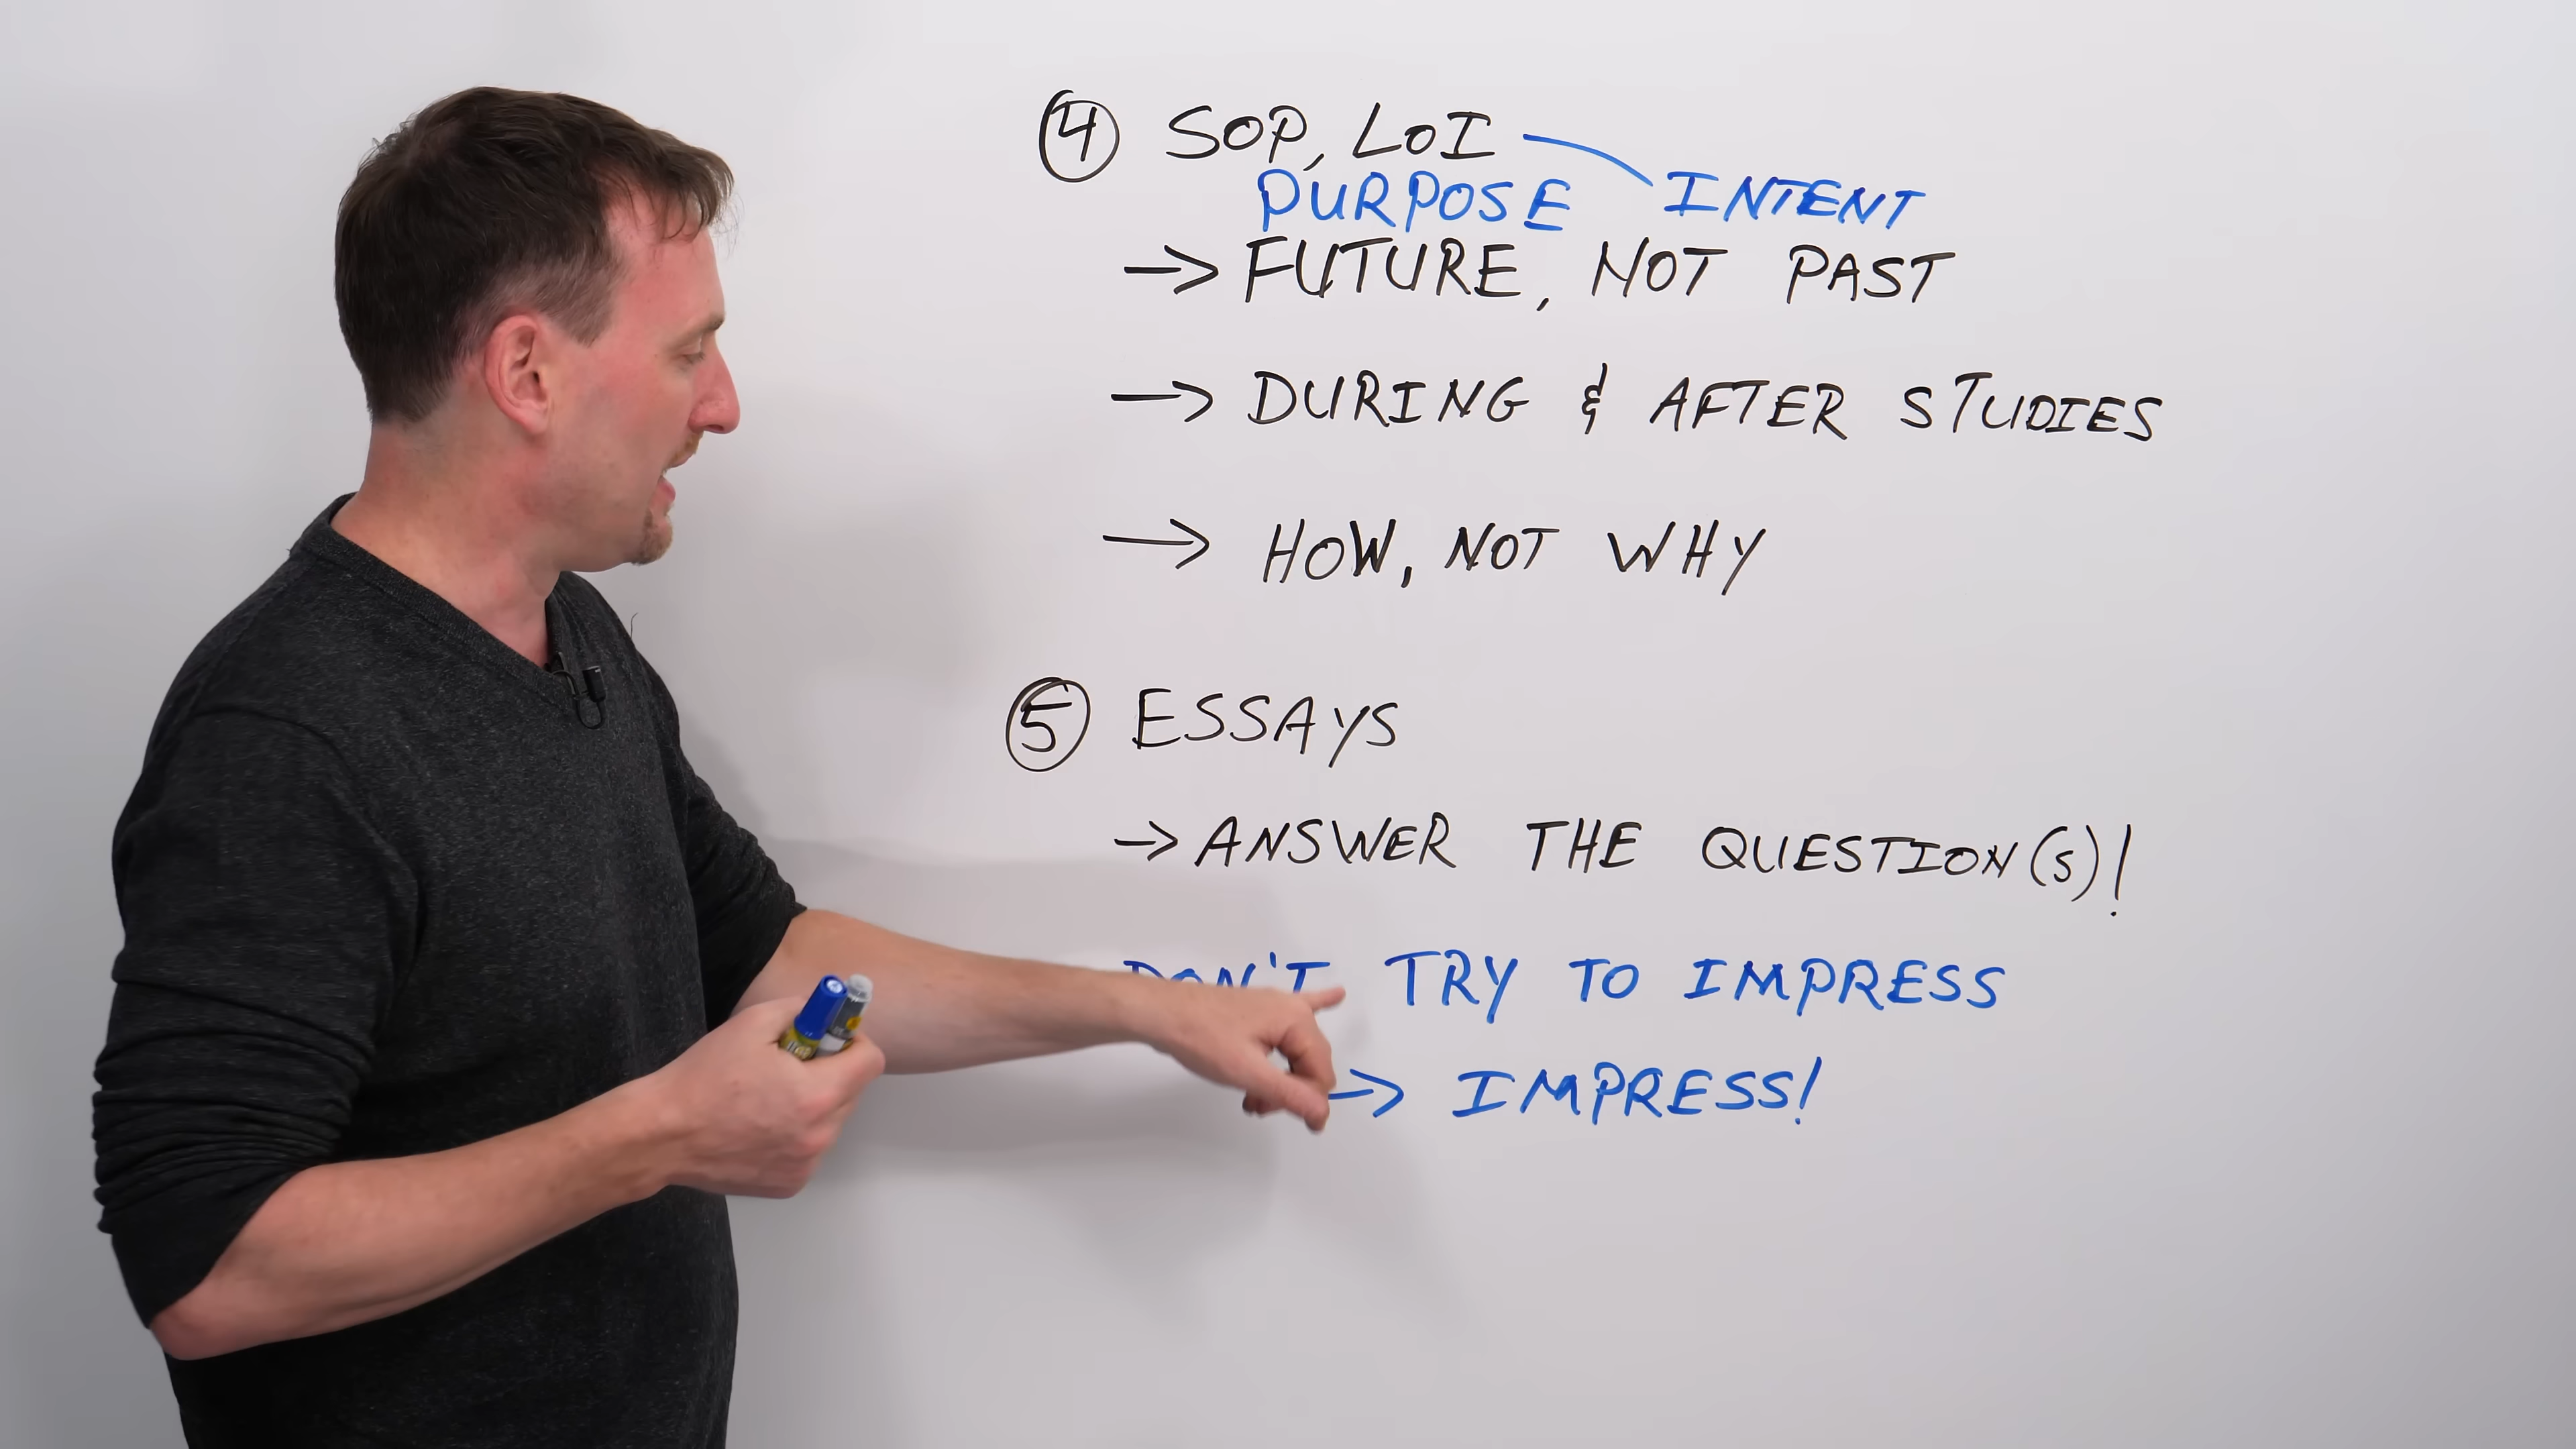 ④ SOP, LOI
PURPOSE INTENT
→ FUTURE, NOT PAST
→ DURING & AFTER STUDIES
→ HOW, NOT WHY
⑤ ESSAYS
→ ANSWER THE QUESTION(S)!
DON'T TRY TO IMPRESS
→ IMPRESS!